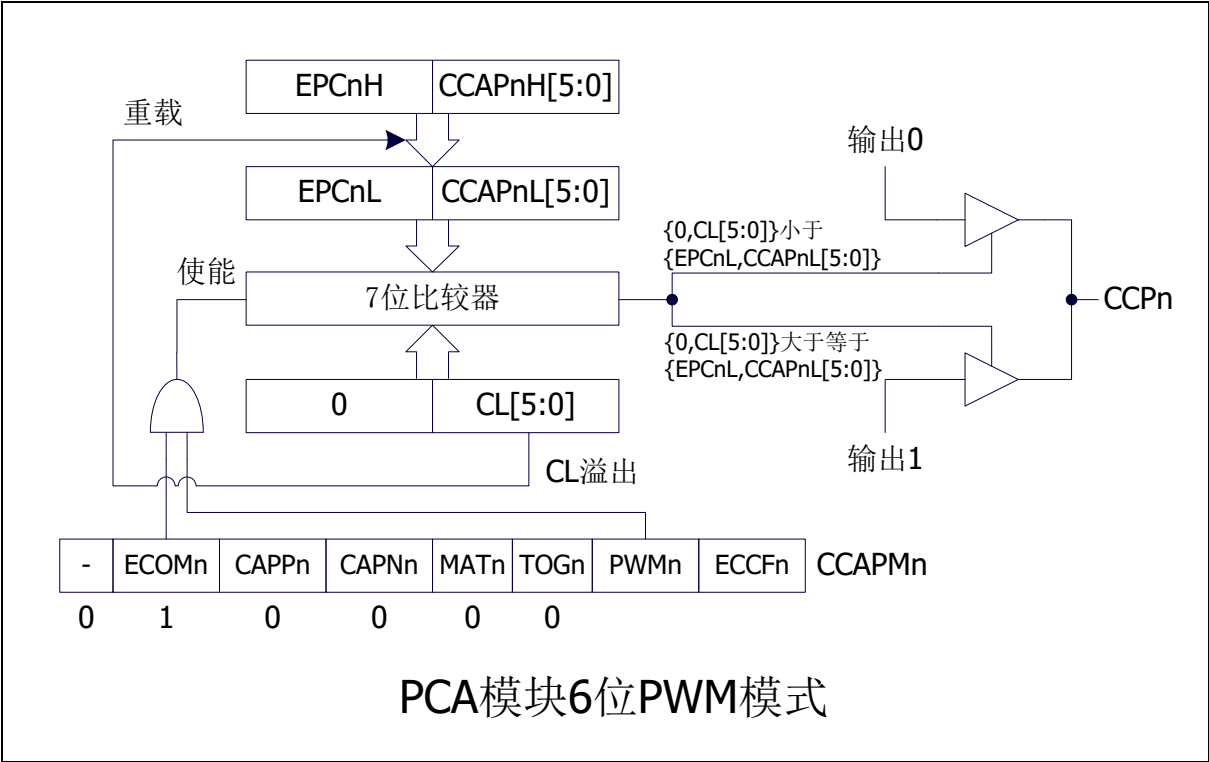 EPCnH CCAPnH[5:0]
重载
输出0
EPCnL CCAPnL[5:0]
{0,CL[5:0]}小于
{EPCnL,CCAPnL[5:0]}
使能
7位比较器
CCPn
{0,CL[5:0]}大于等于
{EPCnL,CCAPnL[5:0]}
0 CL[5:0]
输出1
CL溢出
- ECOMn CAPPn CAPNn MATn TOGn PWMn ECCFn CCAPMn
0 1 0 0 0 0
PCA模块6位PWM模式